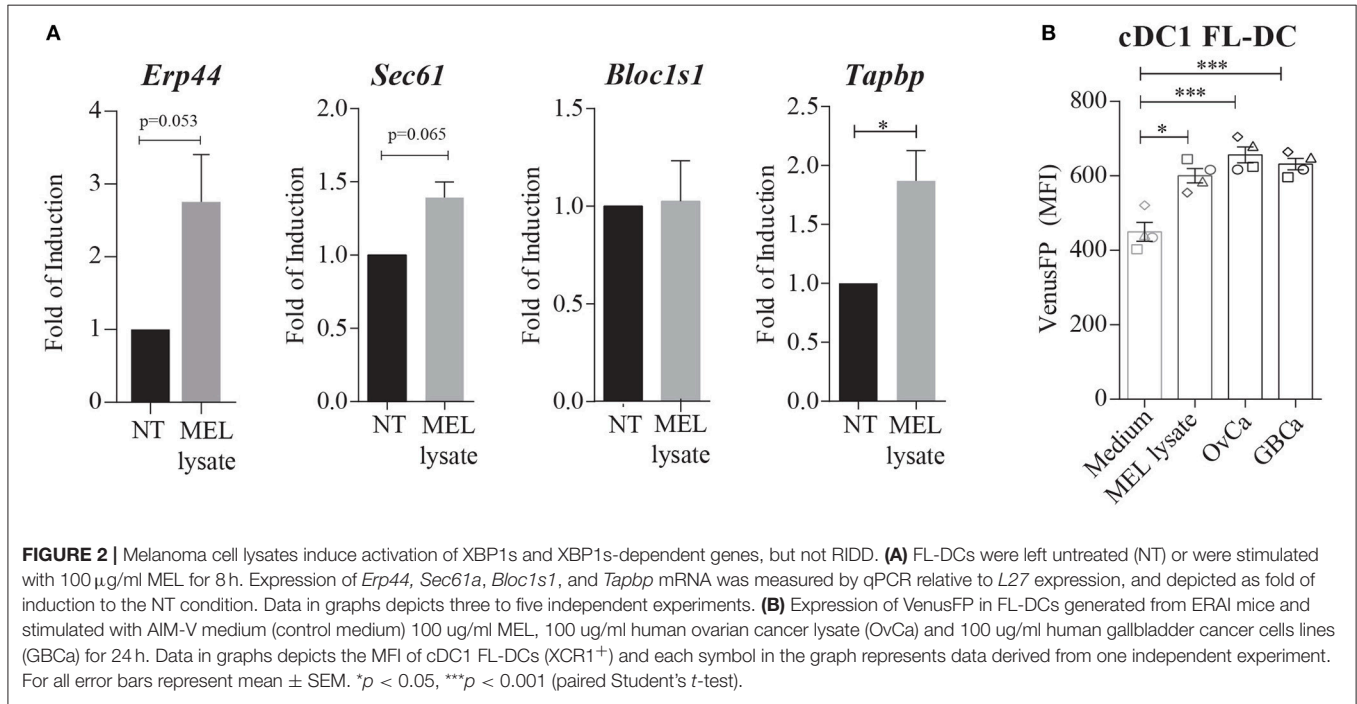 A
B
cDC1 FL-DC
Erp44
Sec61
Bloc1s1
Tapbp
Fold of Induction
4
3
2
1
0
p=0.053
NT
MEL
lysate
Fold of Induction
2.0
1.5
1.0
0.5
0.0
p=0.065
NT
MEL
lysate
Fold of Induction
1.5
1.0
0.5
0.0
NT
MEL
lysate
Fold of Induction
2.5
2.0
1.5
1.0
0.5
0.0
*
NT
MEL
lysate
VenusFP (MFI)
800
600
400
200
0
***
***
*
Medium
MEL lysate
OvCa
GBCa
FIGURE 2 | Melanoma cell lysates induce activation of XBP1s and XBP1s-dependent genes, but not RIDD. (A) FL-DCs were left untreated (NT) or were stimulated
with 100 μg/ml MEL for 8 h. Expression of Erp44, Sec61a, Bloc1s1, and Tapbp mRNA was measured by qPCR relative to L27 expression, and depicted as fold of
induction to the NT condition. Data in graphs depicts three to five independent experiments. (B) Expression of VenusFP in FL-DCs generated from ERAI mice and
stimulated with AIM-V medium (control medium) 100 ug/ml MEL, 100 ug/ml human ovarian cancer lysate (OvCa) and 100 ug/ml human gallbladder cancer cells lines
(GBCa) for 24 h. Data in graphs depicts the MFI of cDC1 FL-DCs (XCR1+) and each symbol in the graph represents data derived from one independent experiment.
For all error bars represent mean ± SEM. *p < 0.05, ***p < 0.001 (paired Student's t-test).